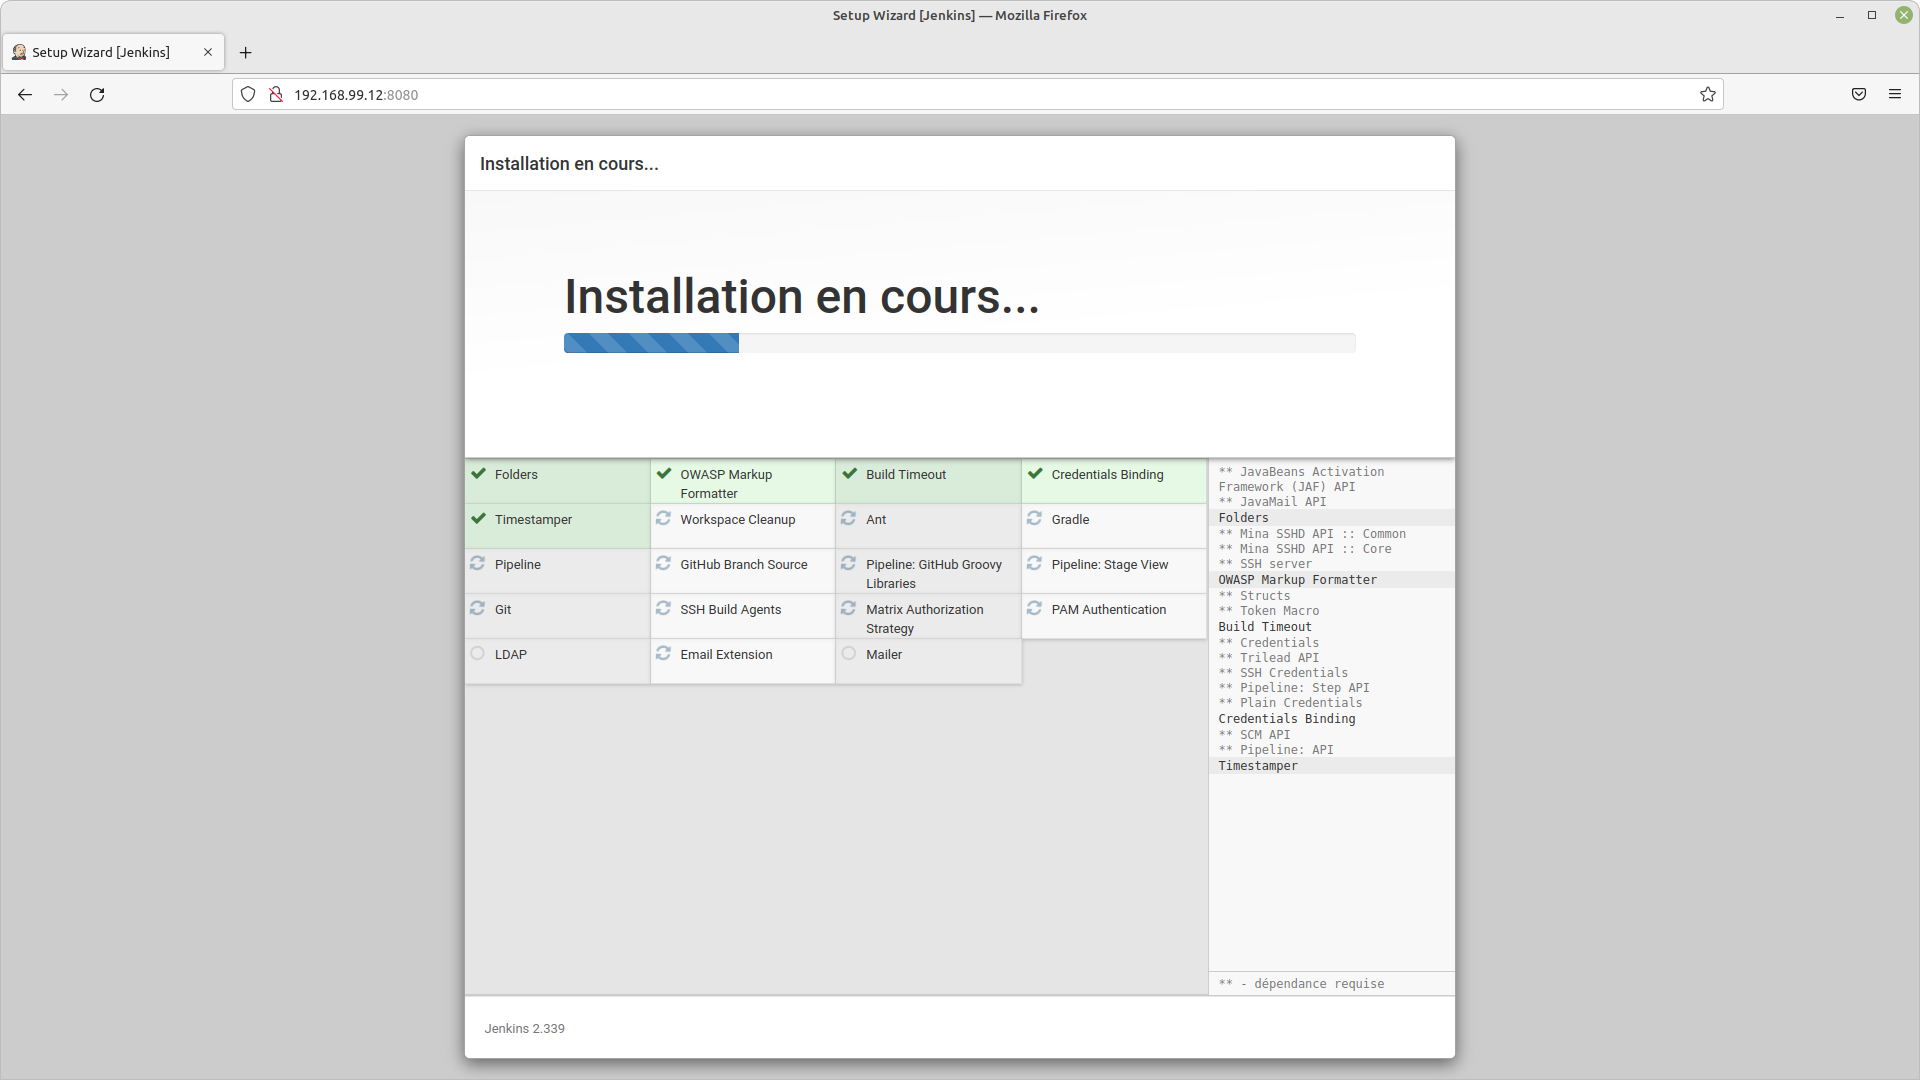 Setup Wizard [Jenkins] — Mozilla Firefox
Setup Wizard [Jenkins]
192.168.99.12:8080
Installation en cours...
Installation en cours...
Folders
OWASP Markup
Formatter
Build Timeout
Credentials Binding
Timestamper
Workspace Cleanup
Ant
Gradle
Pipeline
GitHub Branch Source
Pipeline: GitHub Groovy
Libraries
Pipeline: Stage View
Git
SSH Build Agents
Matrix Authorization
Strategy
PAM Authentication
LDAP
Email Extension
Mailer
** JavaBeans Activation
Framework (JAF) API
** JavaMail API
Folders
** Mina SSHD API :: Common
** Mina SSHD API :: Core
** SSH server
OWASP Markup Formatter
** Structs
** Token Macro
Build Timeout
** Credentials
** Trilead API
** SSH Credentials
** Pipeline: Step API
** Plain Credentials
Credentials Binding
** SCM API
** Pipeline: API
Timestamper
** - dépendance requise
Jenkins 2.339